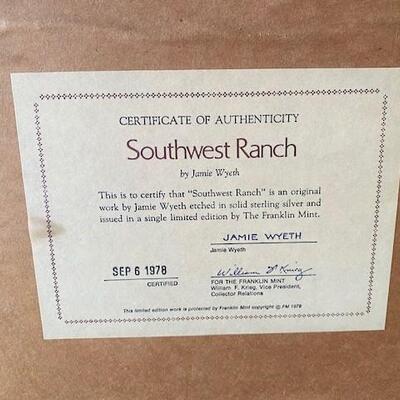 CERTIFICATE OF AUTHENTICITY
Southwest Ranch
by Jamie Wyeth
This is to certify that "Southwest Ranch" is an original
work by Jamie Wyeth etched in solid sterling silver and
issued in a single limited edition by The Franklin Mint.
JAMIE WYETH
Jamie Wyeth
SEP 6 1978
CERTIFIED
William F. Krieg
FOR THE FRANKLIN MINT
William F. Krieg, Vice President,
Collector Relations
This limited edition work is protected by Franklin Mint copyright © FM 1978